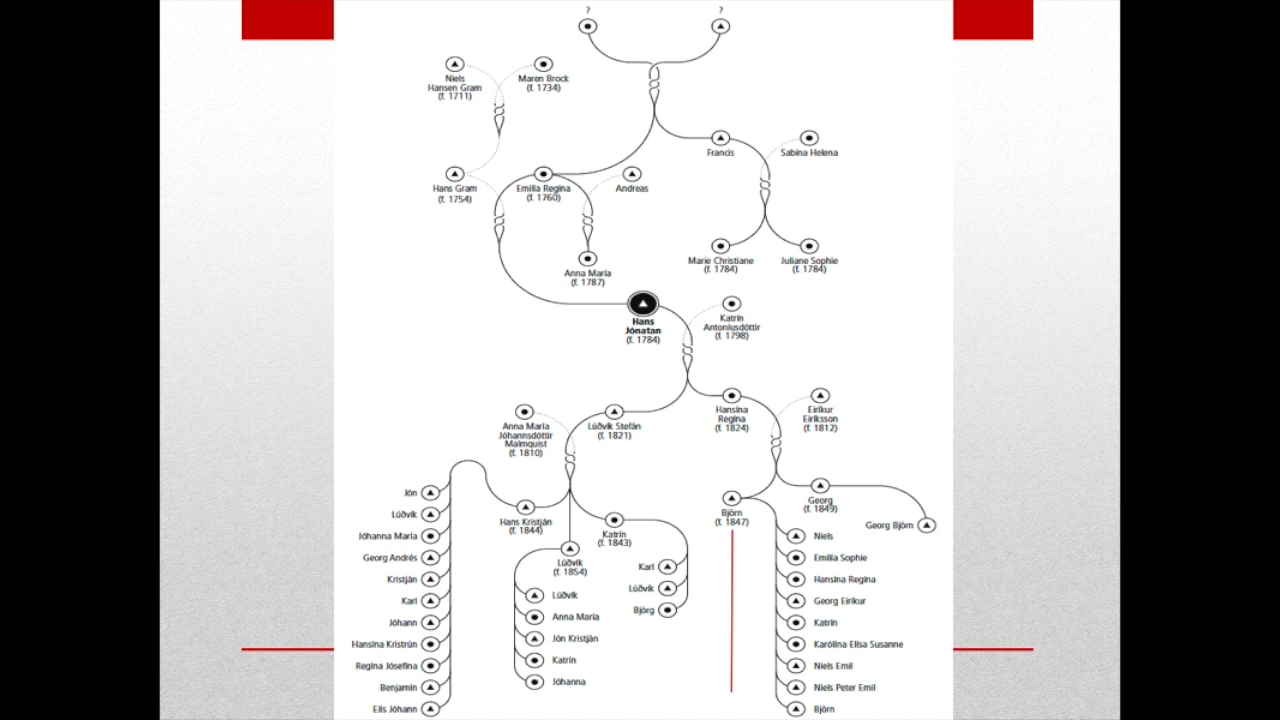 ?
?
Niels
Hansen Gram
(f. 1711)
Maren Brock
(f. 1734)
Francis
Sabina Helena
Hans Gram
(f. 1754)
Emilia Regina
(f. 1760)
Andreas
Marie Christiane
(f. 1784)
Juliane Sophie
(f. 1784)
Anna Maria
(f. 1787)
Hans
Jónatan
(f. 1784)
Katrín
Antoníusdóttir
(f. 1798)
Anna María
Jóhannsdóttir
Malmquist
(f. 1810)
Lúðvík Stefán
(f. 1821)
Hansína
Regína
(f. 1824)
Eiríkur
Eiríksson
(f. 1812)
Hans Kristján
(f. 1844)
Katrín
(f. 1843)
Lúðvík
(f. 1854)
Björn
(f. 1847)
Georg
(f. 1849)
Georg Björn
Jón
Lúðvík
Jóhanna María
Georg Andrés
Kristján
Karl
Jóhann
Hansína Kristrún
Regína Jósefína
Benjamín
Elís Jóhann
Lúðvík
Anna María
Jón Kristján
Katrín
Jóhanna
Karl
Lúðvík
Björg
Niels
Emilía Sophie
Hansína Regína
Georg Eiríkur
Katrín
Karólína Elísa Susanne
Niels Emil
Niels Peter Emil
Björn